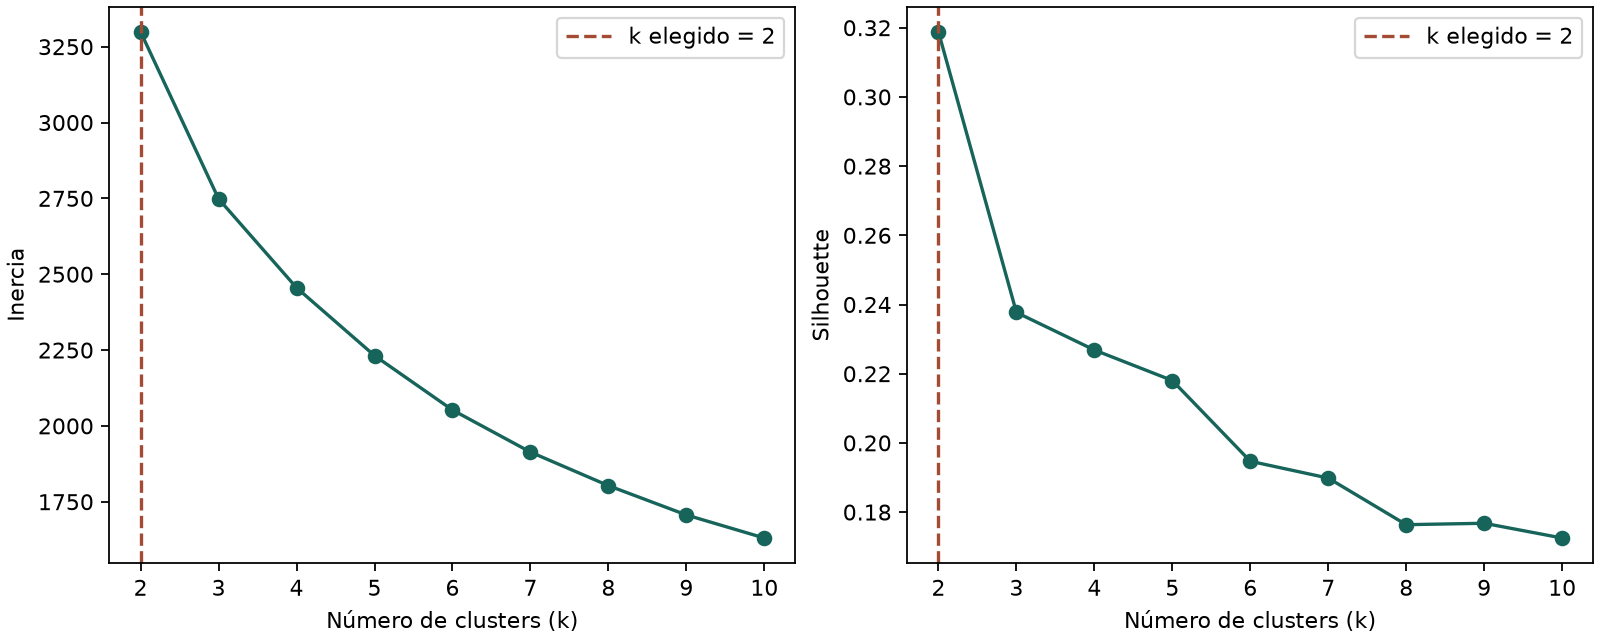 k elegido = 2
3250
3000
2750
2500
2250
2000
1750
Inercia
2 3 4 5 6 7 8 9 10
Número de clusters (k)
k elegido = 2
0.32
0.30
0.28
0.26
0.24
0.22
0.20
0.18
Silhouette
2 3 4 5 6 7 8 9 10
Número de clusters (k)